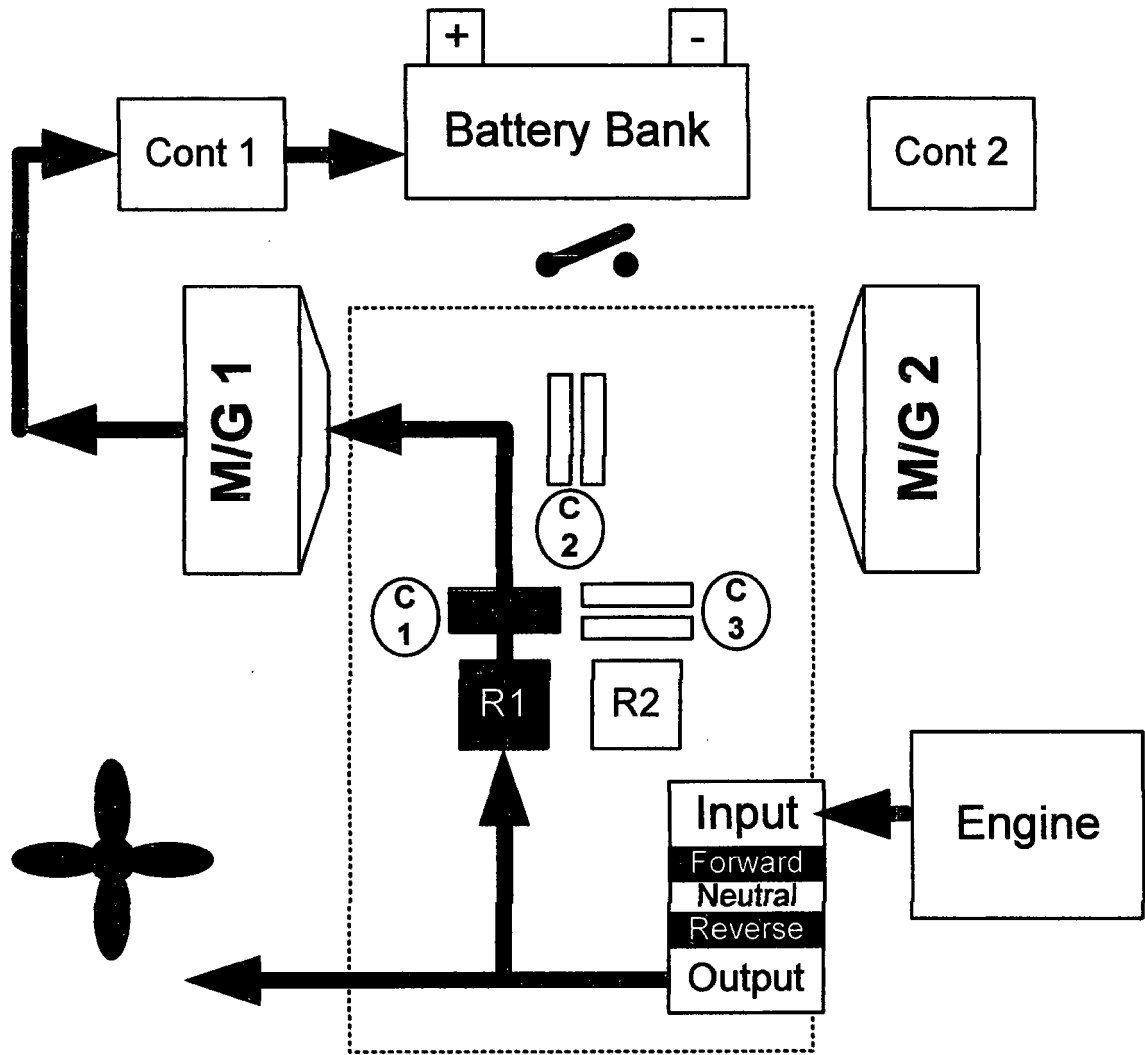 +
-
Battery Bank
Cont 1
Cont 2
M/G 1
M/G 2
C
2
C
1
C
3
R1
R2
Input
Forward
Neutral
Reverse
Output
Engine